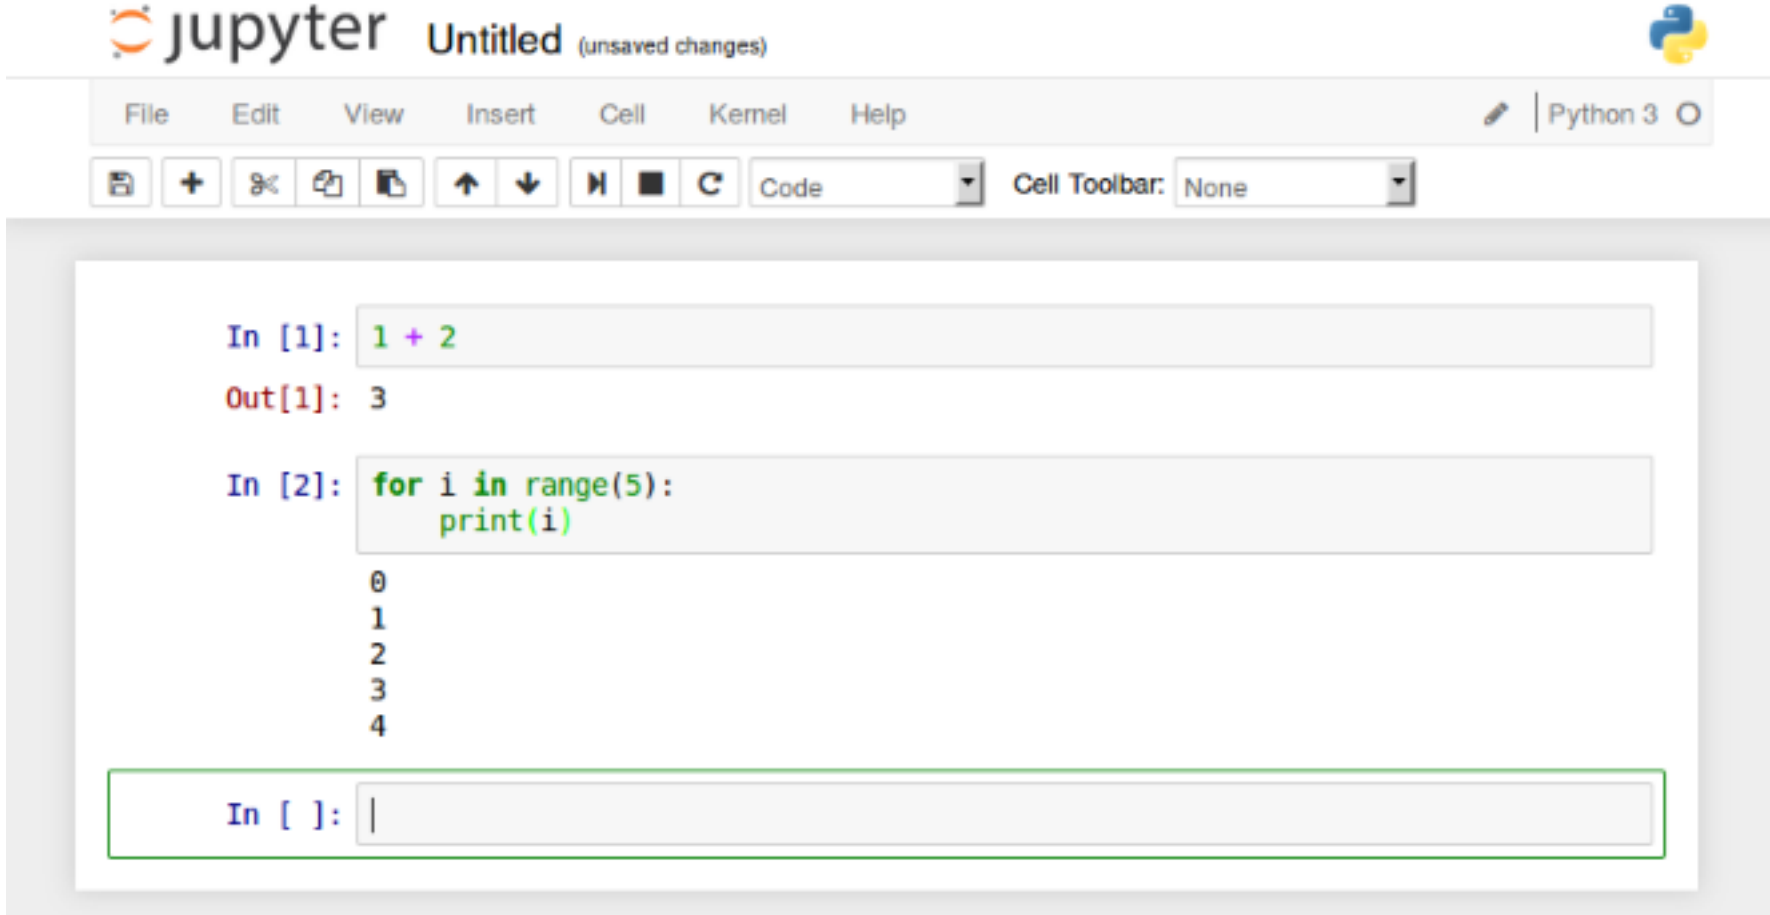 jupyter Untitled (unsaved changes)
File Edit View Insert Cell Kernel Help Python 3
Code Cell Toolbar: None
In [1]: 1 + 2
Out[1]: 3
In [2]: for i in range(5):
    print(i)
0
1
2
3
4
In [ ]: